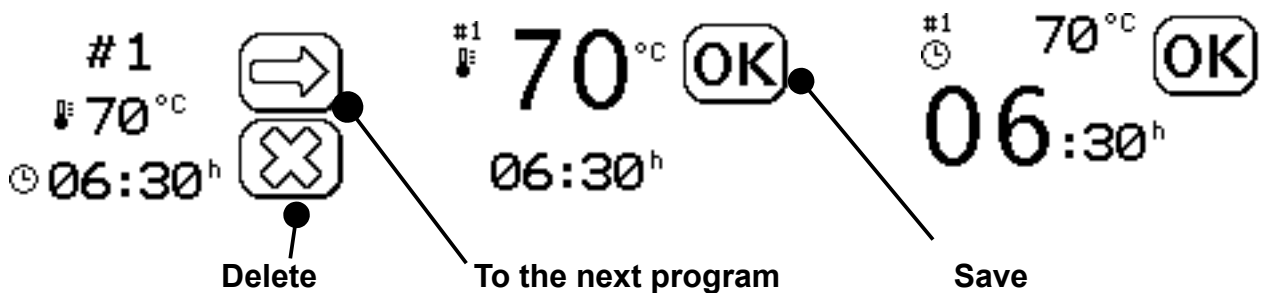 #1
70°C
06:30h
#1
70°C
OK
06:30h
#1
70°C
OK
06:30h
Delete
To the next program
Save